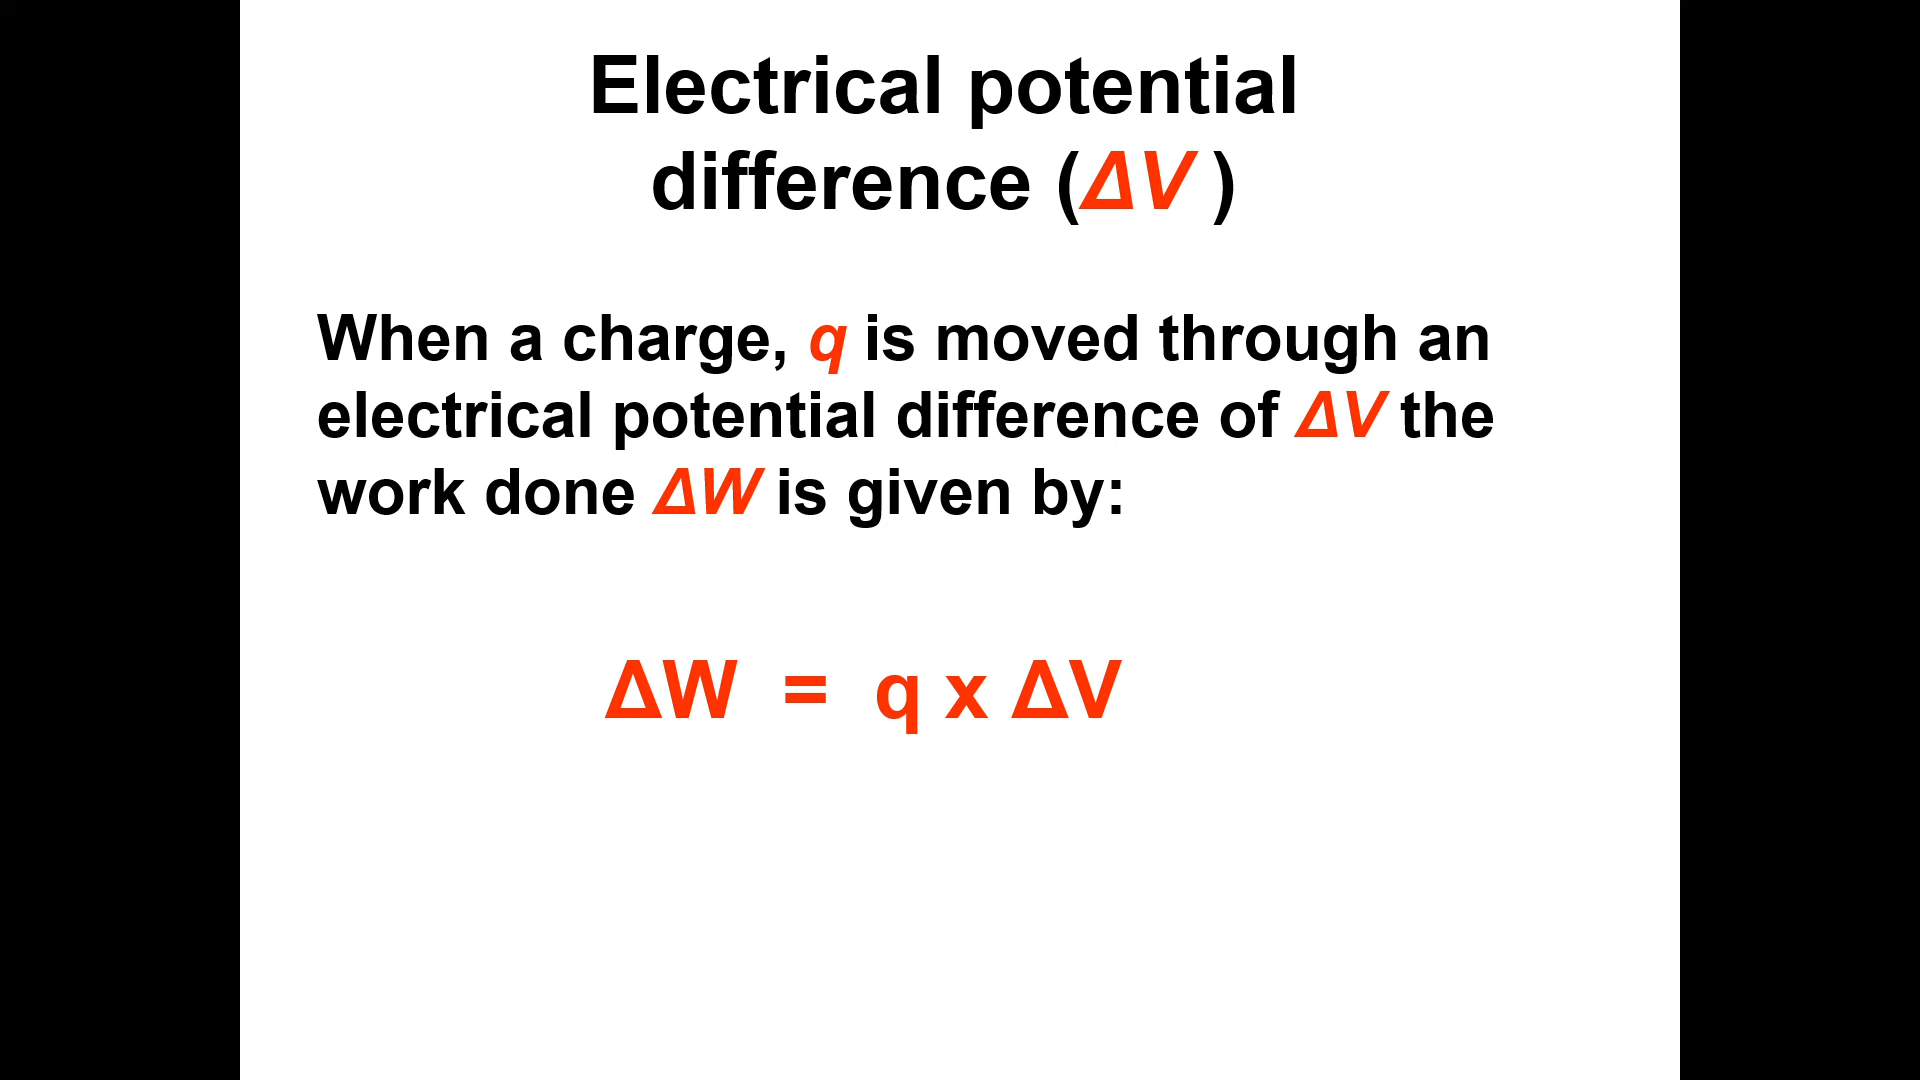 Electrical potential
difference (ΔV )
When a charge, q is moved through an
electrical potential difference of ΔV the
work done ΔW is given by:
ΔW = q x ΔV